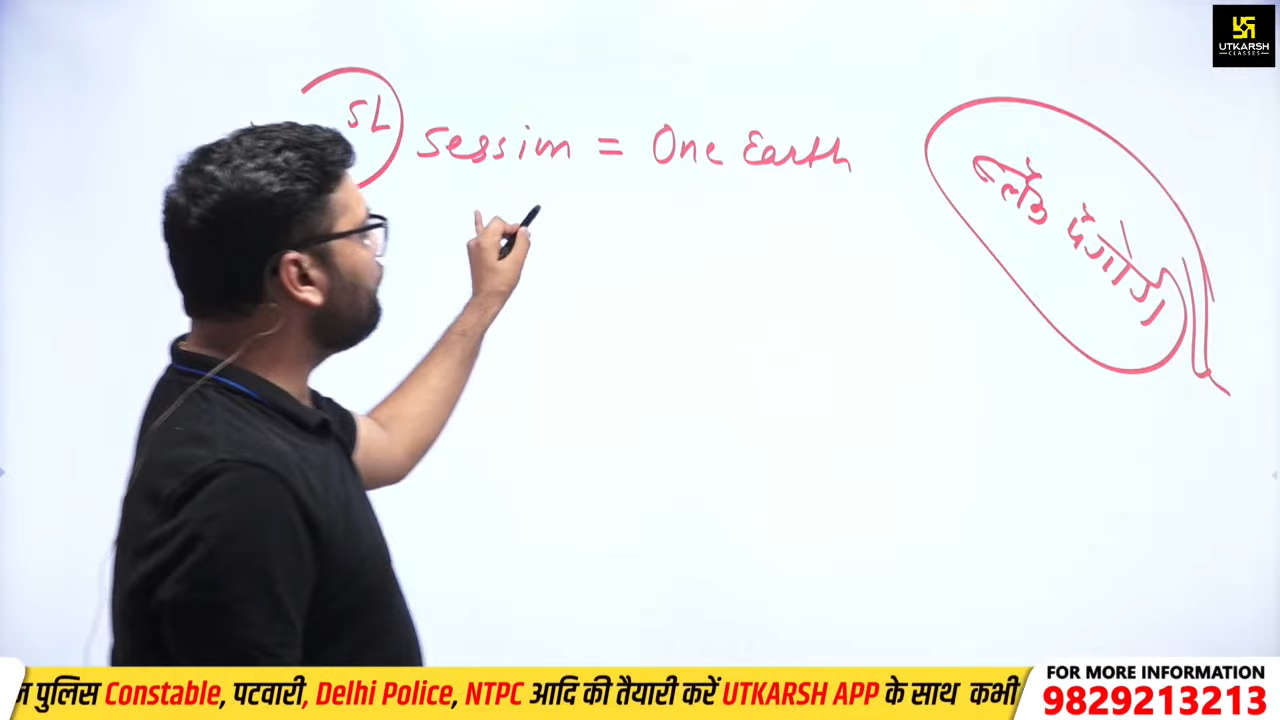 UTKARSH
CLASSES
SL
Session = One Earth
FOR MORE INFORMATION
9829213213
पुलिस Constable, पटवारी, Delhi Police, NTPC आदि की तैयारी करें UTKARSH APP के साथ कभी